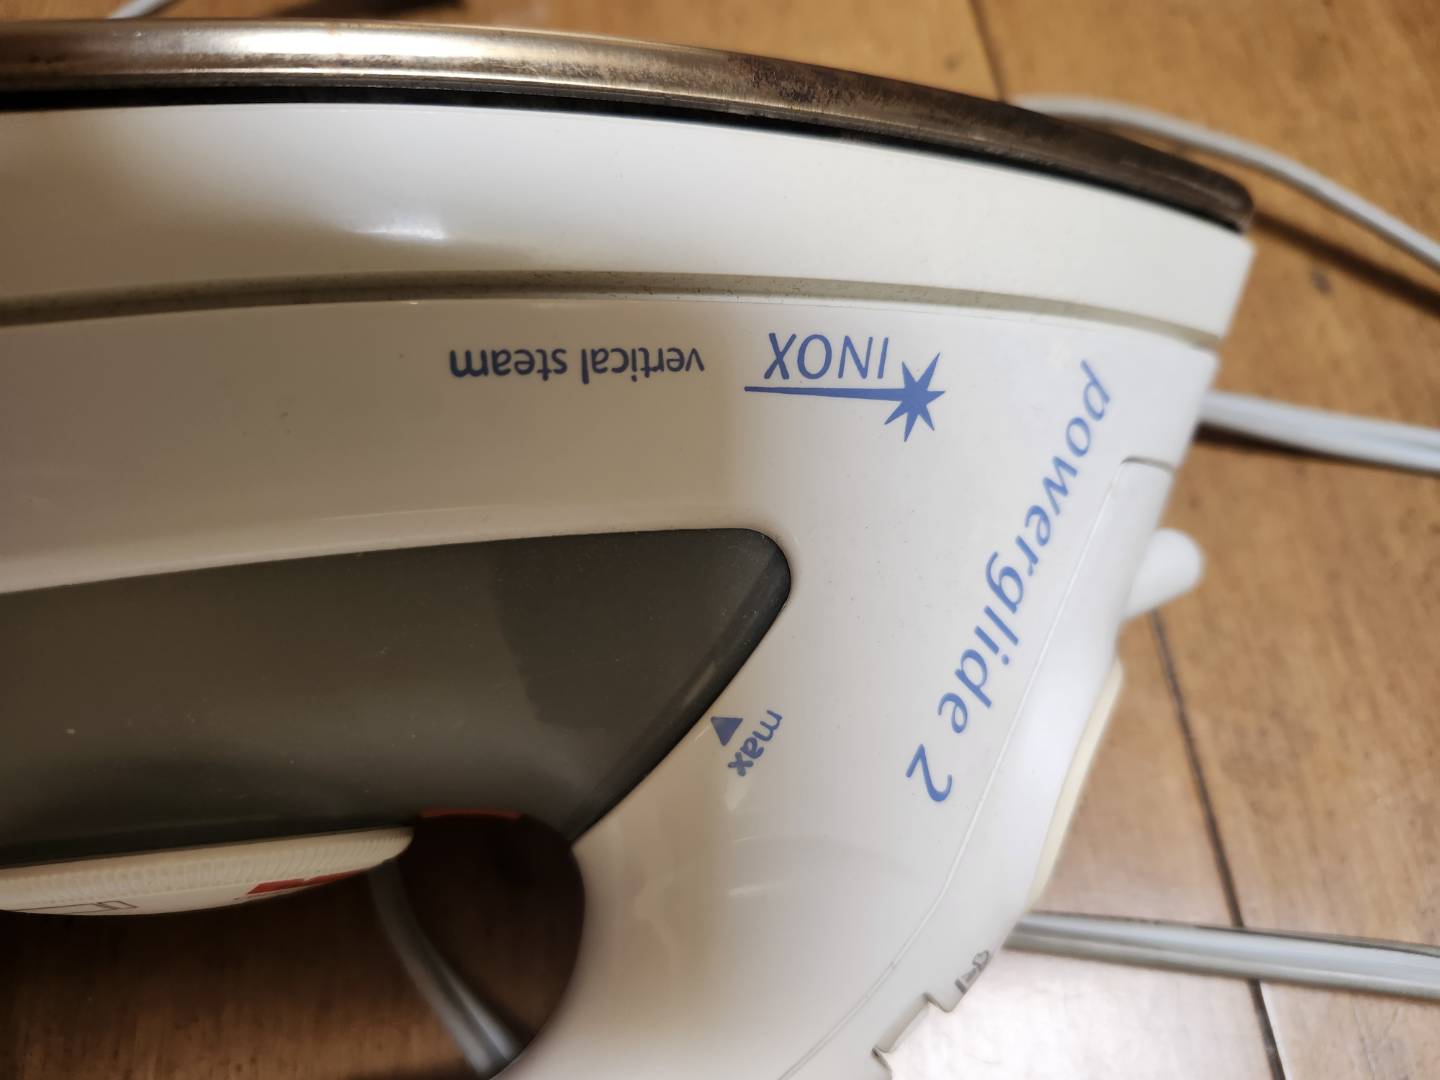 powerglide 2
INOX
vertical steam
max